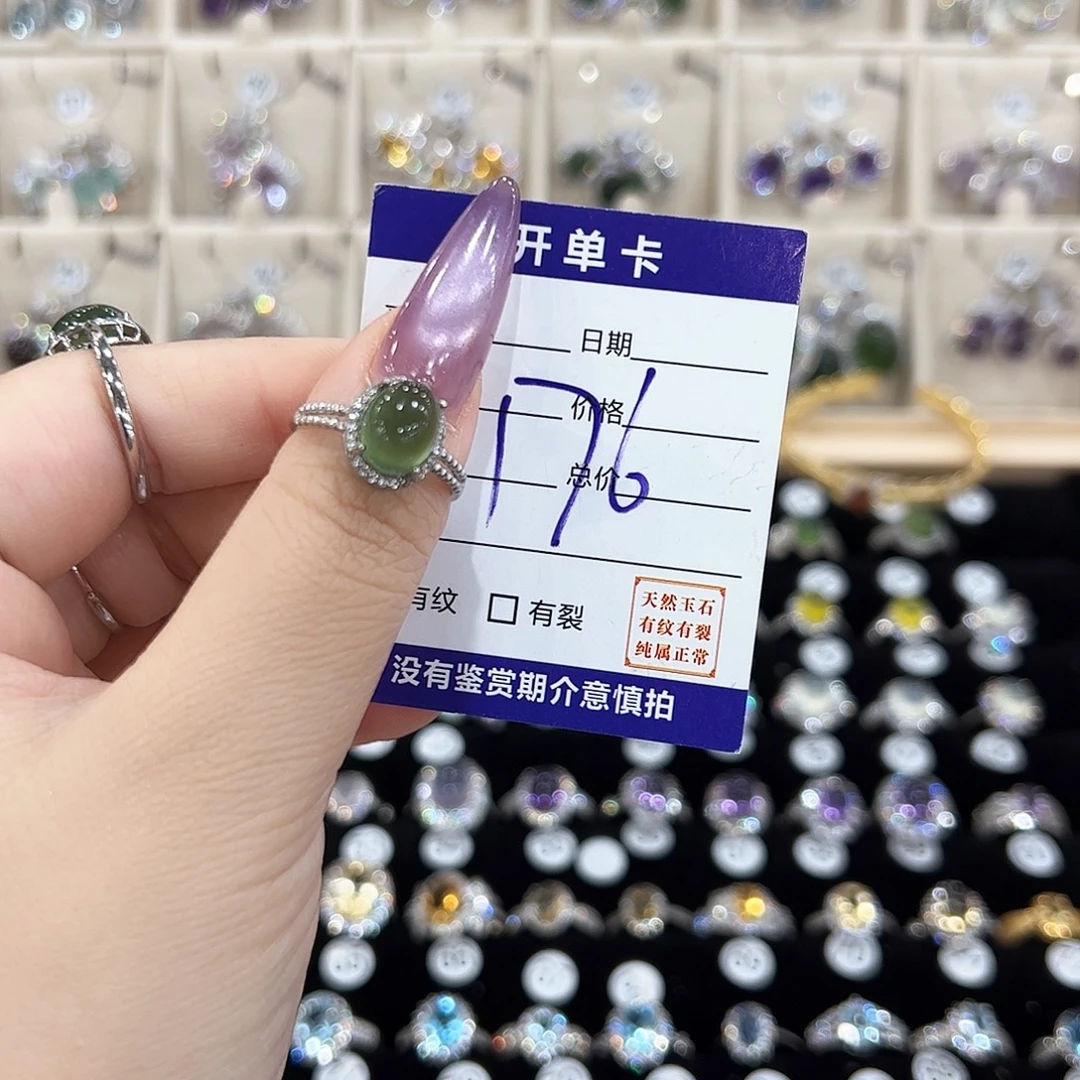 开单卡
日期
价格
176
总价
有纹 □ 有裂
天然玉石
有纹有裂
纯属正常
没有鉴赏期介意慎拍